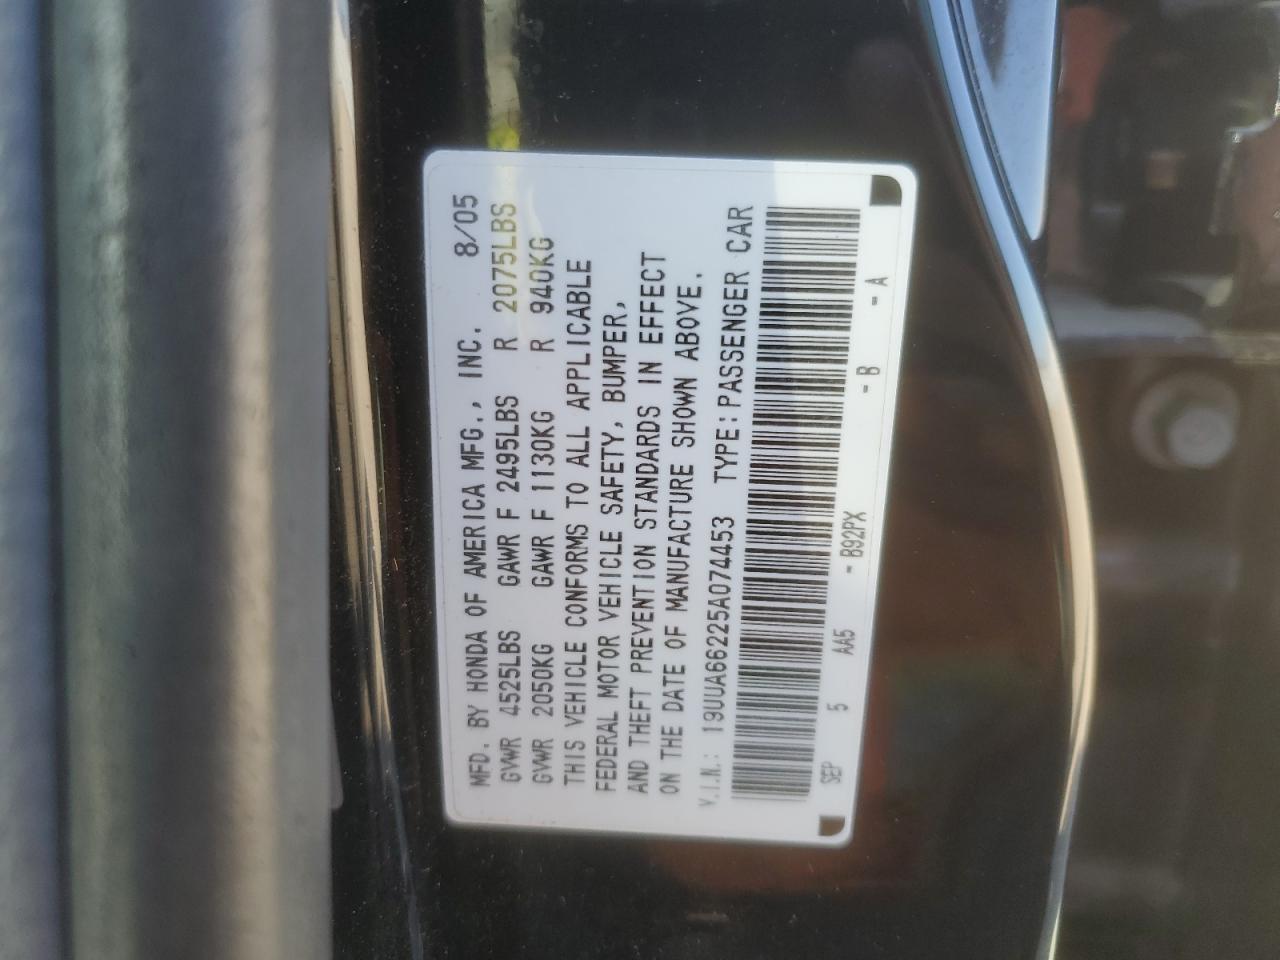 MFD. BY HONDA OF AMERICA MFG., INC. 8/05
GVWR 4525LBS GAWR F 2495LBS R 2075LBS
GVWR 2050KG GAWR F 1130KG R 940KG
THIS VEHICLE CONFORMS TO ALL APPLICABLE
FEDERAL MOTOR VEHICLE SAFETY, BUMPER,
AND THEFT PREVENTION STANDARDS IN EFFECT
ON THE DATE OF MANUFACTURE SHOWN ABOVE.
V.I.N.: 19UUA66225A074453 TYPE:PASSENGER CAR
SEP 5 AA5 - B92PX - B - A